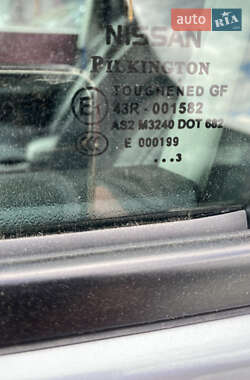 auto RIA
NISSAN
PILKINGTON
TOUGHENED GF
E 43R-001582
AS2 M3240 DOT 682
E 000199
...3